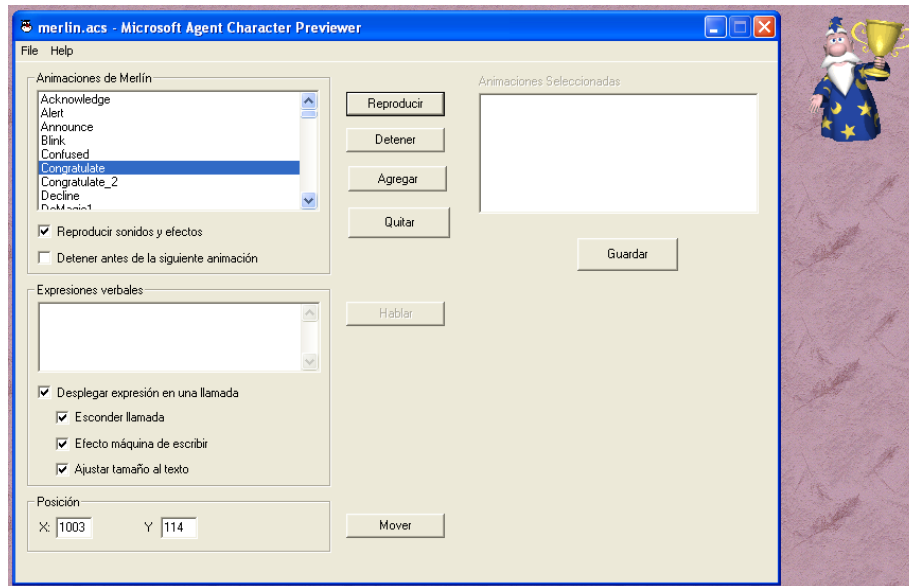 merlin.acs - Microsoft Agent Character Previewer
File Help
Animaciones de Merlín
Acknowledge
Alert
Announce
Blink
Confused
Congratulate
Congratulate_2
Decline
DoMagic1
Reproducir sonidos y efectos
Detener antes de la siguiente animación
Reproducir
Detener
Agregar
Quitar
Animaciones Seleccionadas
Guardar
Expresiones verbales
Hablar
Desplegar expresión en una llamada
Esconder llamada
Efecto máquina de escribir
Ajustar tamaño al texto
Posición
X: 1003 Y 114
Mover